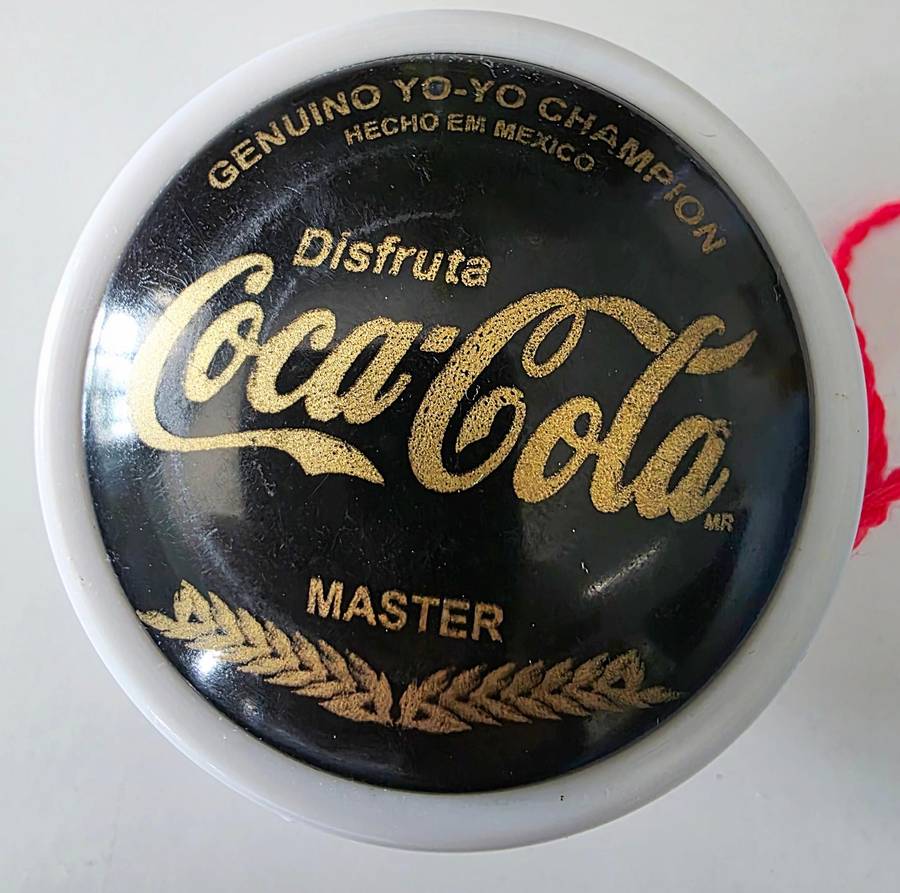 GENUINO YO-YO CHAMPION
HECHO EM MEXICO
Disfruta
Coca-Cola
MR
MASTER